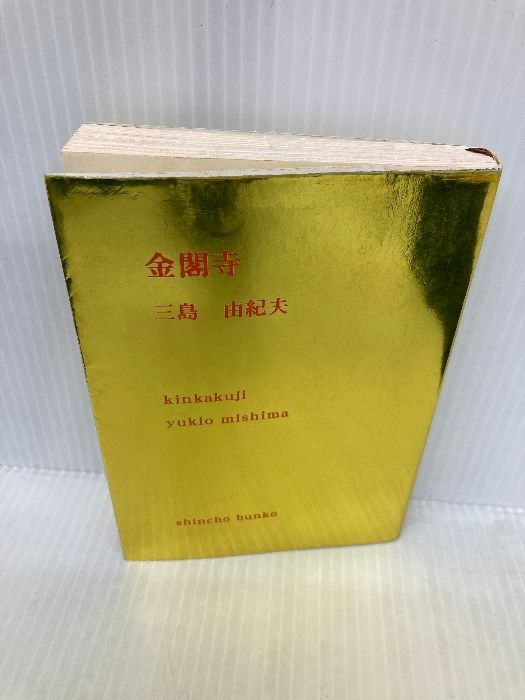 金閣寺
三島 由紀夫
kinkakuji
yukio mishima
shincho bunko